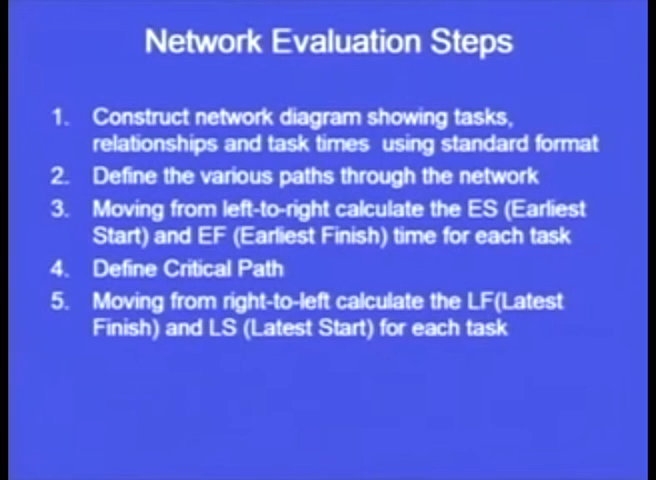 Network Evaluation Steps
1. Construct network diagram showing tasks,
relationships and task times using standard format
2. Define the various paths through the network
3. Moving from left-to-right calculate the ES (Earliest
Start) and EF (Earliest Finish) time for each task
4. Define Critical Path
5. Moving from right-to-left calculate the LF(Latest
Finish) and LS (Latest Start) for each task